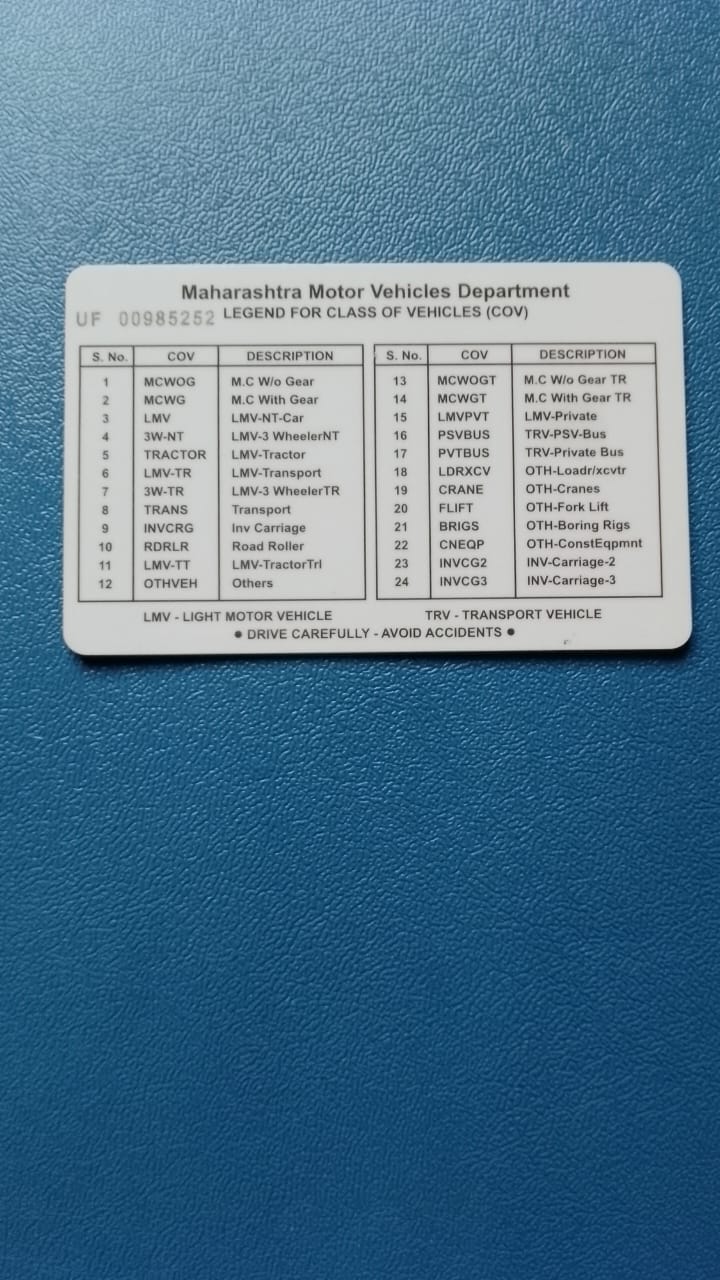 Maharashtra Motor Vehicles Department
UF 00985252 LEGEND FOR CLASS OF VEHICLES (COV)
S. No. COV DESCRIPTION S. No. COV DESCRIPTION
1 MCWOG M.C W/o Gear 13 MCWOGT M.C W/o Gear TR
2 MCWG M.C With Gear 14 MCWGT M.C With Gear TR
3 LMV LMV-NT-Car 15 LMVPVT LMV-Private
4 3W-NT LMV-3 WheelerNT 16 PSVBUS TRV-PSV-Bus
5 TRACTOR LMV-Tractor 17 PVTBUS TRV-Private Bus
6 LMV-TR LMV-Transport 18 LDRXCV OTH-Loadr/xcvtr
7 3W-TR LMV-3 WheelerTR 19 CRANE OTH-Cranes
8 TRANS Transport 20 FLIFT OTH-Fork Lift
9 INVCRG Inv Carriage 21 BRIGS OTH-Boring Rigs
10 RDRLR Road Roller 22 CNEQP OTH-ConstEqpmnt
11 LMV-TT LMV-TractorTrl 23 INVCG2 INV-Carriage-2
12 OTHVEH Others 24 INVCG3 INV-Carriage-3
LMV - LIGHT MOTOR VEHICLE TRV - TRANSPORT VEHICLE
● DRIVE CAREFULLY - AVOID ACCIDENTS ●